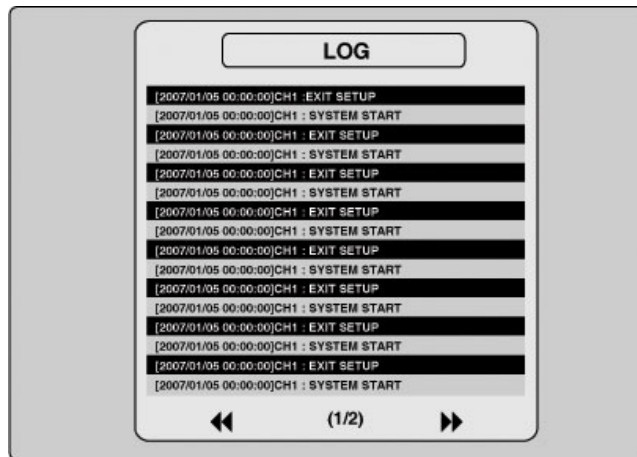 LOG
[2007/01/05 00:00:00]CH1 :EXIT SETUP
[2007/01/05 00:00:00]CH1 : SYSTEM START
[2007/01/05 00:00:00]CH1 : EXIT SETUP
[2007/01/05 00:00:00]CH1 : SYSTEM START
[2007/01/05 00:00:00]CH1 : EXIT SETUP
[2007/01/05 00:00:00]CH1 : SYSTEM START
[2007/01/05 00:00:00]CH1 : EXIT SETUP
[2007/01/05 00:00:00]CH1 : SYSTEM START
[2007/01/05 00:00:00]CH1 : EXIT SETUP
[2007/01/05 00:00:00]CH1 : SYSTEM START
[2007/01/05 00:00:00]CH1 : EXIT SETUP
[2007/01/05 00:00:00]CH1 : SYSTEM START
[2007/01/05 00:00:00]CH1 : EXIT SETUP
[2007/01/05 00:00:00]CH1 : SYSTEM START
[2007/01/05 00:00:00]CH1 : EXIT SETUP
[2007/01/05 00:00:00]CH1 : SYSTEM START
(1/2)